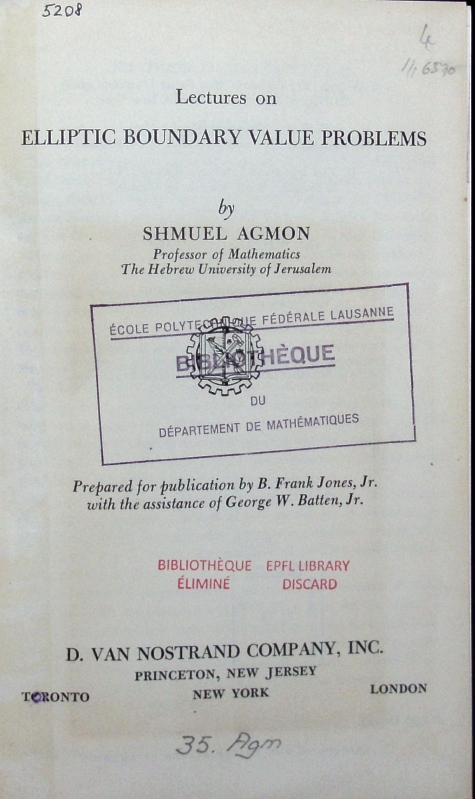 5208
4
Lectures on
ELLIPTIC BOUNDARY VALUE PROBLEMS
by
SHMUEL AGMON
Professor of Mathematics
The Hebrew University of Jerusalem
ÉCOLE POLYTECHNIQUE FÉDÉRALE LAUSANNE
BIBLIOTHÈQUE
DU
DÉPARTEMENT DE MATHÉMATIQUES
Prepared for publication by B. Frank Jones, Jr.
with the assistance of George W. Batten, Jr.
BIBLIOTHÈQUE EPFL LIBRARY
ÉLIMINÉ DISCARD
D. VAN NOSTRAND COMPANY, INC.
PRINCETON, NEW JERSEY
TORONTO NEW YORK LONDON
35. Agm